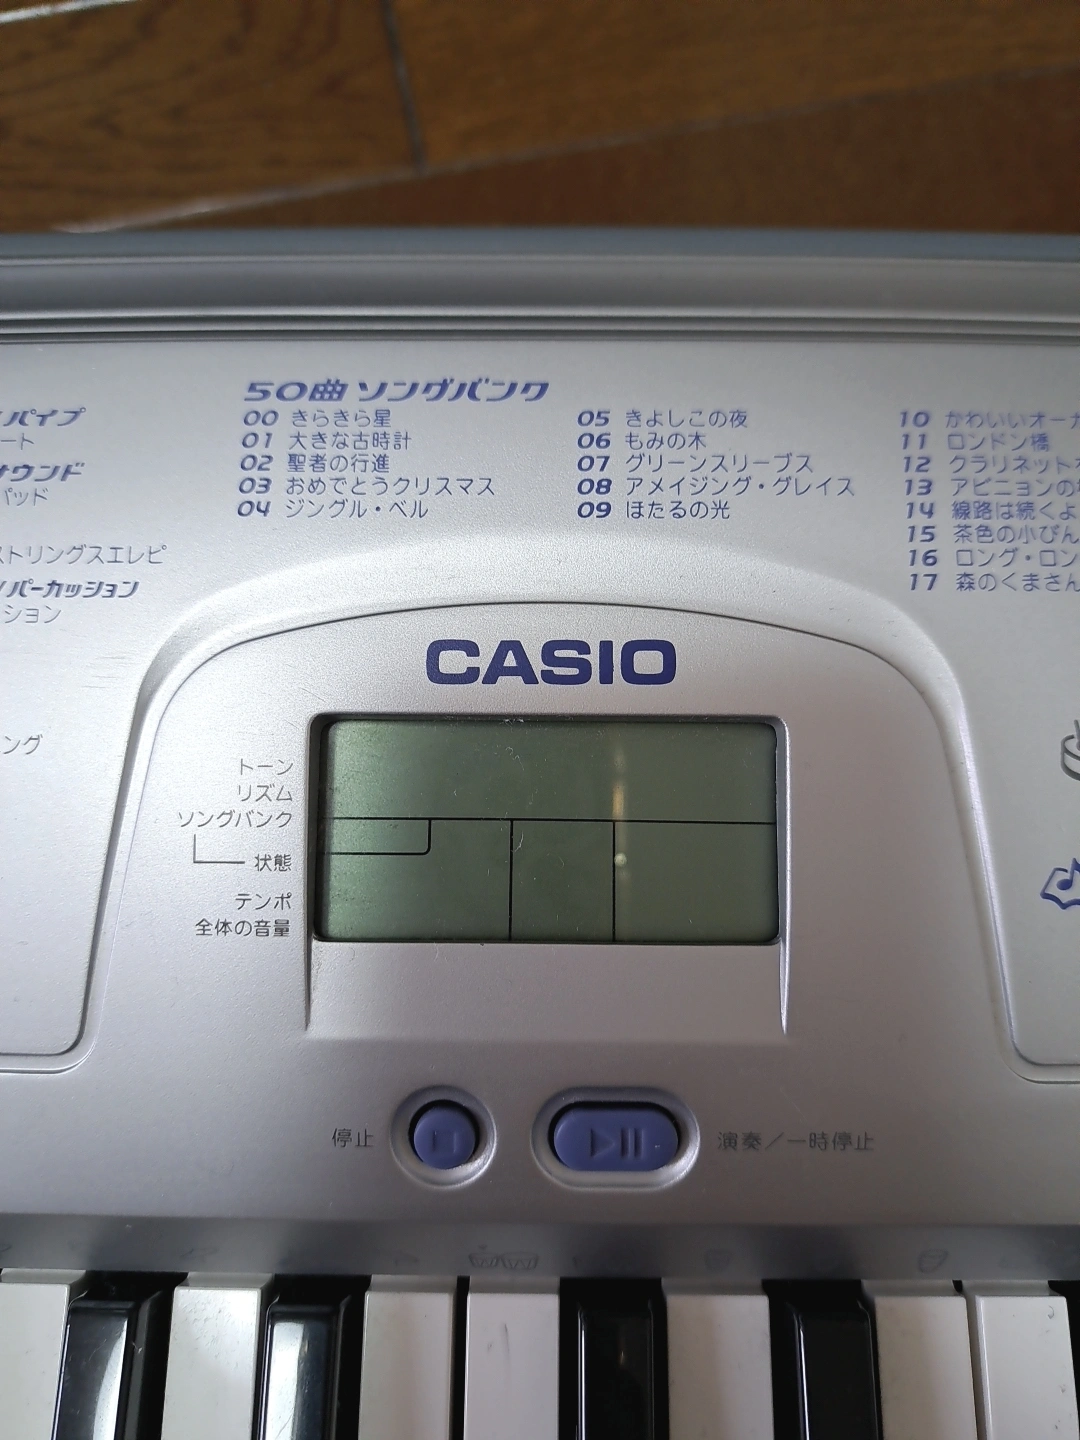 パイプ
ート
サウンド
パッド
ストリングスエレピ
パーカッション
ション
ング
50曲 ソングバンク
00 きらきら星
01 大きな古時計
02 聖者の行進
03 おめでとうクリスマス
04 ジングル・ベル
05 きよしこの夜
06 もみの木
07 グリーンスリーブス
08 アメイジング・グレイス
09 ほたるの光
10 かわいいオーガ
11 ロンドン橋
12 クラリネット
13 アビニョンの
14 線路は続くよ
15 茶色の小びん
16 ロング・ロン
17 森のくまさん
CASIO
トーン
リズム
ソングバンク
状態
テンポ
全体の音量
停止
演奏／一時停止